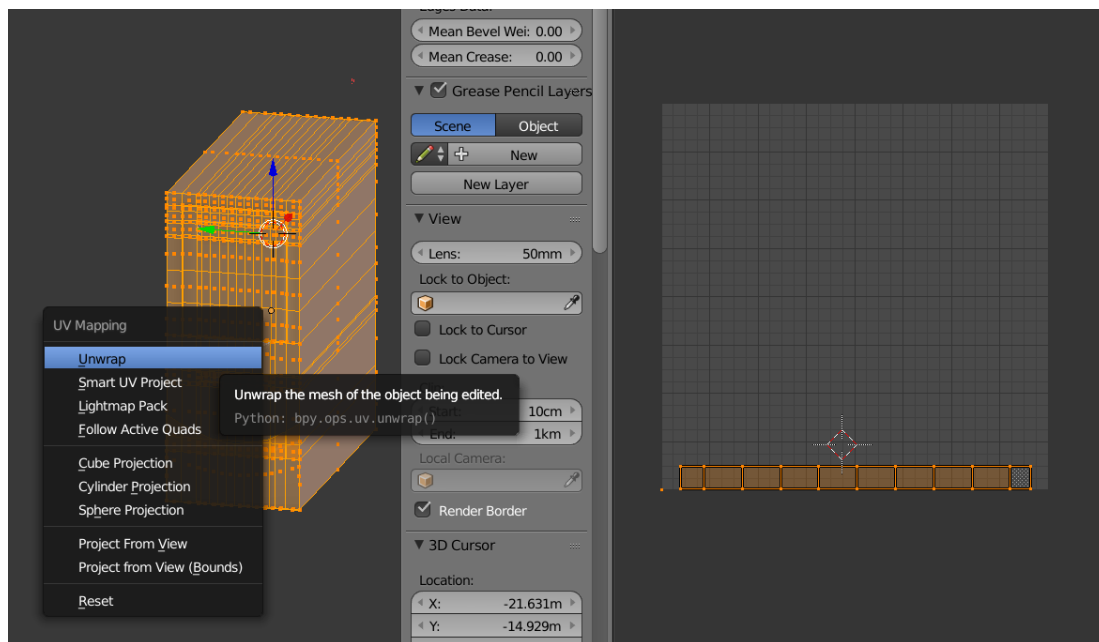 Mean Bevel Wei: 0.00
Mean Crease: 0.00
Grease Pencil Layers
Scene Object
New
New Layer
View
Lens: 50mm
Lock to Object:
Lock to Cursor
Lock Camera to View
Start: 10cm
End: 1km
Local Camera:
Render Border
3D Cursor
Location:
X: -21.631m
Y: -14.929m
UV Mapping
Unwrap
Smart UV Project
Lightmap Pack
Follow Active Quads
Cube Projection
Cylinder Projection
Sphere Projection
Project From View
Project from View (Bounds)
Reset
Unwrap the mesh of the object being edited.
Python: bpy.ops.uv.unwrap()